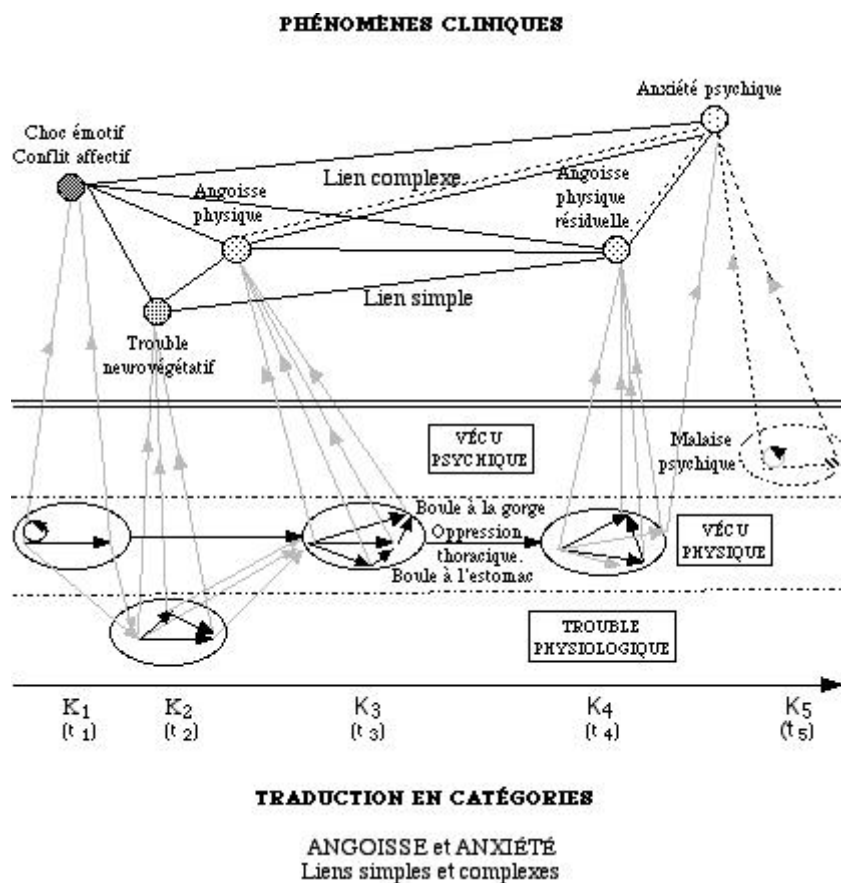 PHÉNOMÈNES CLINIQUES
Anxiété psychique
Choc émotif
Conflit affectif
Lien complexe
Angoisse
physique
Angoisse
physique
résiduelle
Lien simple
Trouble
neurovégétatif
VÉCU
PSYCHIQUE
Malaise
psychique
Boule à la gorge
Oppression
thoracique.
Boule à l'estomac
VÉCU
PHYSIQUE
TROUBLE
PHYSIOLOGIQUE
K1 K2 K3 K4 K5
(t 1) (t 2) (t 3) (t 4) (t 5)
TRADUCTION EN CATÉGORIES
ANGOISSE et ANXIÉTÉ
Liens simples et complexes